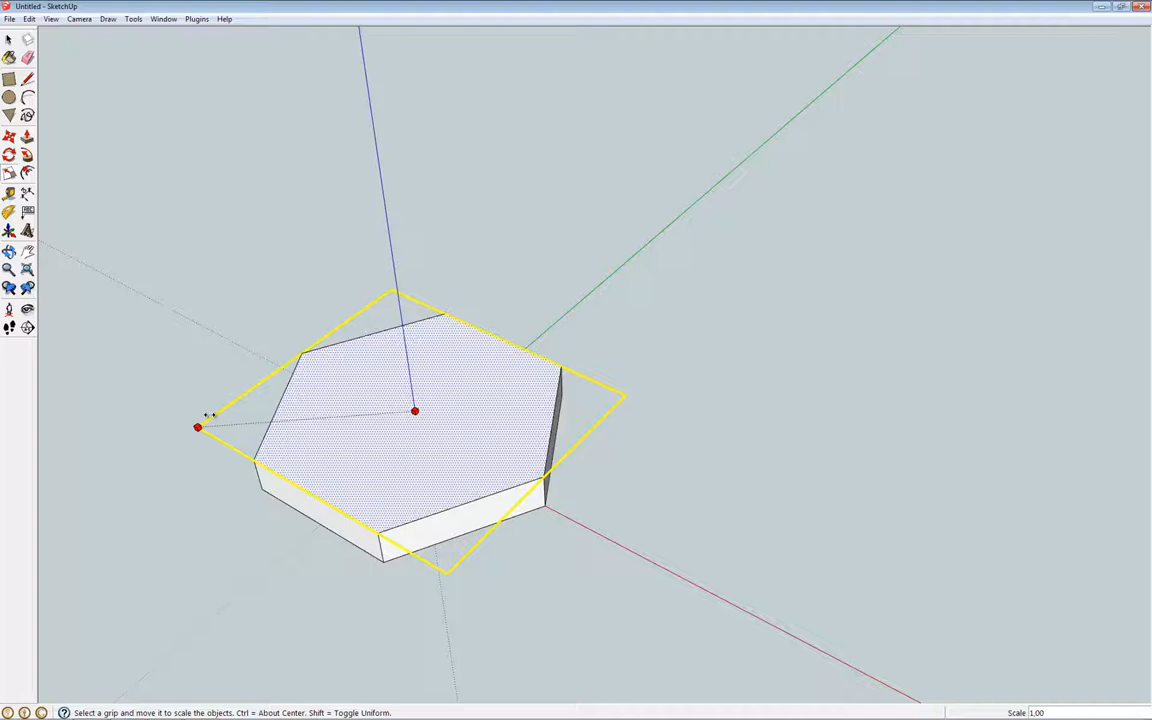 Untitled - SketchUp
File Edit View Camera Draw Tools Window Plugins Help
Select a grip and move it to scale the objects. Ctrl = About Center. Shift = Toggle Uniform.
Scale 1,00